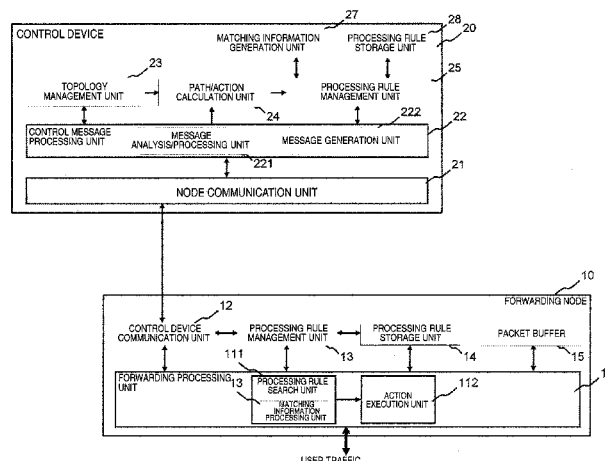 27
CONTROL DEVICE
MATCHING INFORMATION
GENERATION UNIT
PROCESSING RULE
STORAGE UNIT
28
20
23
25
TOPOLOGY
MANAGEMENT UNIT
PATH/ACTION
CALCULATION UNIT
PROCESSING RULE
MANAGEMENT UNIT
24
222
22
CONTROL MESSAGE
PROCESSING UNIT
MESSAGE
ANALYSIS/PROCESSING UNIT
MESSAGE GENERATION UNIT
221
21
NODE COMMUNICATION UNIT
10
FORWARDING NODE
12
CONTROL DEVICE
COMMUNICATION UNIT
PROCESSING RULE
MANAGEMENT UNIT
PROCESSING RULE
STORAGE UNIT
PACKET BUFFER
111
13
14
15
FORWARDING PROCESSING
UNIT
13
PROCESSING RULE
SEARCH UNIT
MATCHING
INFORMATION
PROCESSING UNIT
ACTION
EXECUTION UNIT
112
USER TRAFFIC